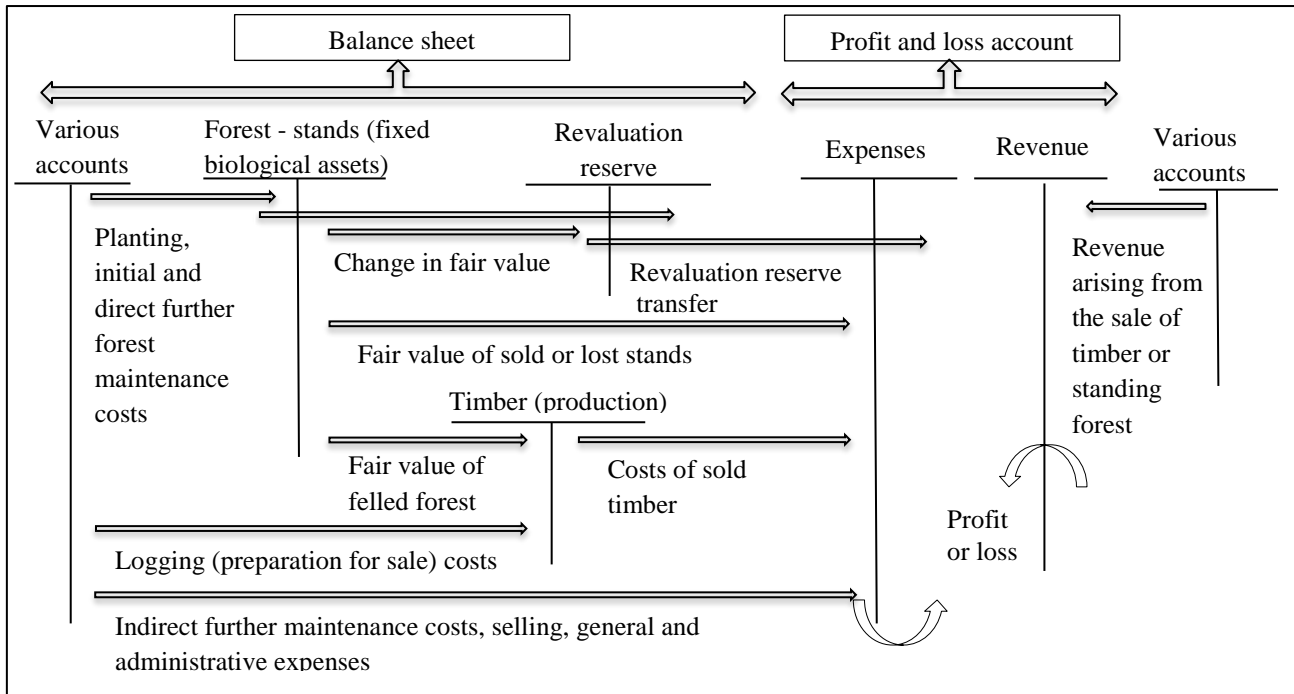 Balance sheet
Profit and loss account
Various
accounts
Forest - stands (fixed
biological assets)
Revaluation
reserve
Expenses
Revenue
Various
accounts
Planting,
initial and
direct further
forest
maintenance
costs
Change in fair value
Revaluation reserve
transfer
Revenue
arising from
the sale of
timber or
standing
forest
Fair value of sold or lost stands
Timber (production)
Fair value of
felled forest
Costs of sold
timber
Profit
or loss
Logging (preparation for sale) costs
Indirect further maintenance costs, selling, general and
administrative expenses